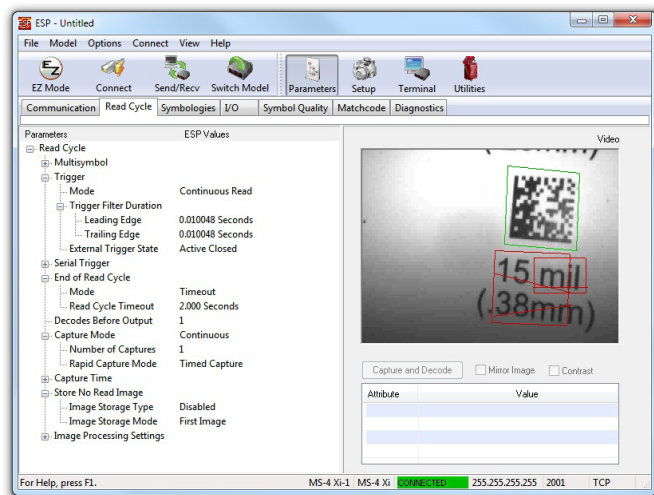 ESP - Untitled
File Model Options Connect View Help
EZ Mode Connect Send/Recv Switch Model Parameters Setup Terminal Utilities
Communication Read Cycle Symbologies I/O Symbol Quality Matchcode Diagnostics
Parameters ESP Values
Read Cycle
Multisymbol
Trigger
Mode Continuous Read
Trigger Filter Duration
Leading Edge 0.010048 Seconds
Trailing Edge 0.010048 Seconds
External Trigger State Active Closed
Serial Trigger
End of Read Cycle
Mode Timeout
Read Cycle Timeout 2.000 Seconds
Decodes Before Output 1
Capture Mode Continuous
Number of Captures 1
Rapid Capture Mode Timed Capture
Capture Time
Store No Read Image
Image Storage Type Disabled
Image Storage Mode First Image
Image Processing Settings
Video
15 mil
(.38mm)
Capture and Decode Mirror Image Contrast
Attribute Value
For Help, press F1. MS-4 Xi-1 MS-4 Xi CONNECTED 255.255.255.255 2001 TCP